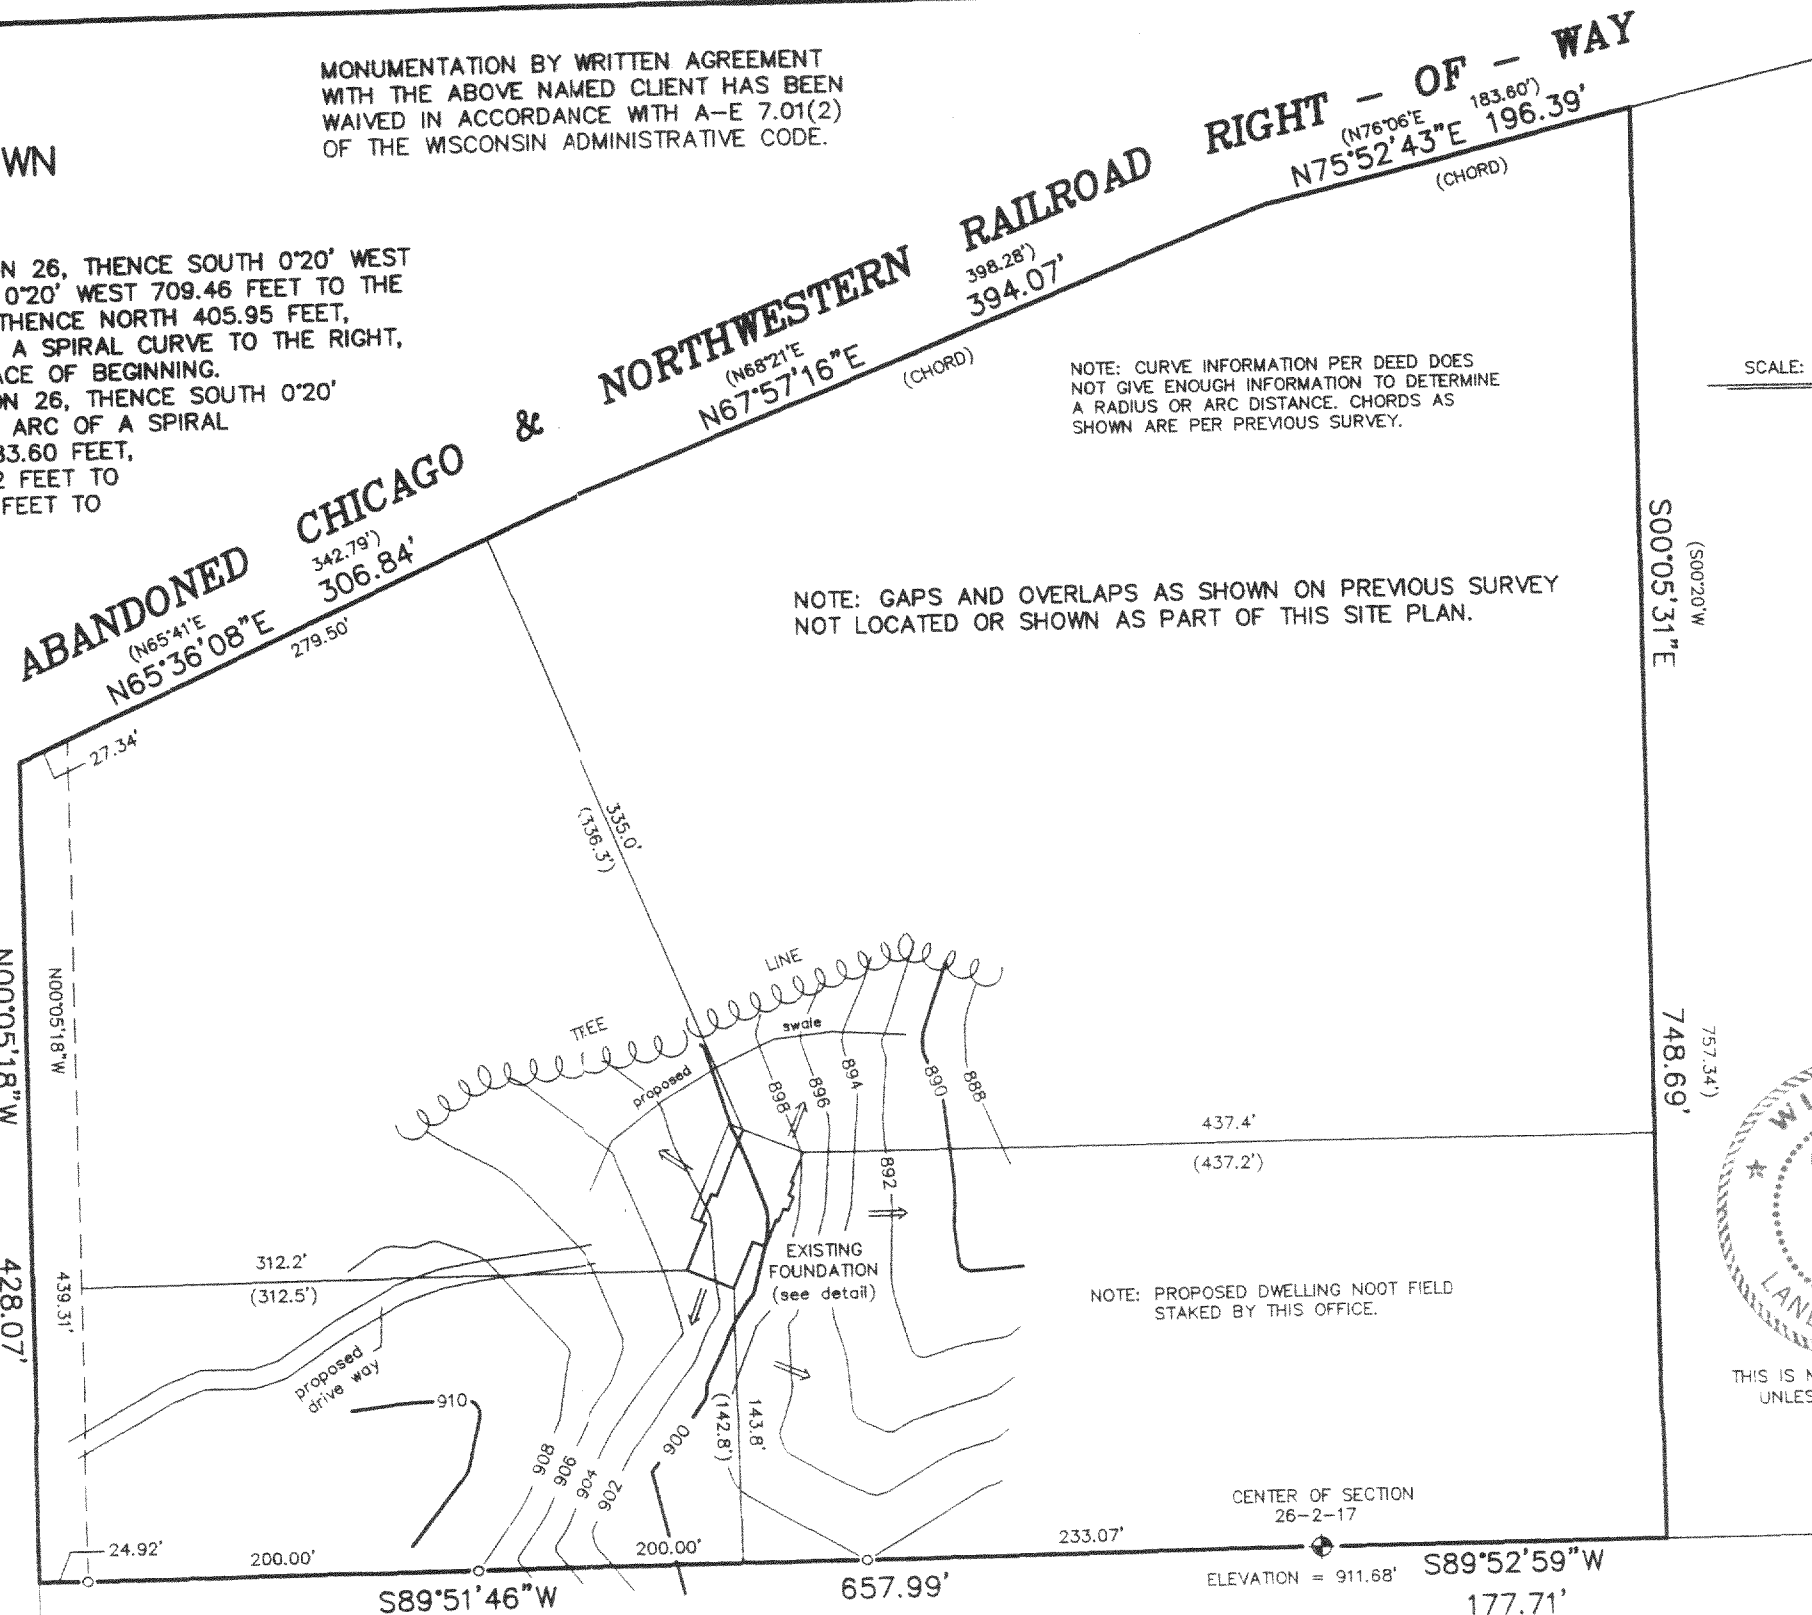 MONUMENTATION BY WRITTEN AGREEMENT
WITH THE ABOVE NAMED CLIENT HAS BEEN
WAIVED IN ACCORDANCE WITH A-E 7.01(2)
OF THE WISCONSIN ADMINISTRATIVE CODE.
WN
N 26, THENCE SOUTH 0°20' WEST
0°20' WEST 709.46 FEET TO THE
THENCE NORTH 405.95 FEET,
A SPIRAL CURVE TO THE RIGHT,
ACE OF BEGINNING.
ON 26, THENCE SOUTH 0°20'
ARC OF A SPIRAL
83.60 FEET,
2 FEET TO
FEET TO
ABANDONED CHICAGO & NORTHWESTERN RAILROAD RIGHT - OF - WAY
(N65°41'E 342.79')
N65°36'08"E 306.84'
279.50'
27.34'
(N68°21'E 398.28')
N67°57'16"E 394.07'
(CHORD)
(N76°06'E 183.60')
N75°52'43"E 196.39'
(CHORD)
NOTE: CURVE INFORMATION PER DEED DOES
NOT GIVE ENOUGH INFORMATION TO DETERMINE
A RADIUS OR ARC DISTANCE. CHORDS AS
SHOWN ARE PER PREVIOUS SURVEY.
SCALE:
NOTE: GAPS AND OVERLAPS AS SHOWN ON PREVIOUS SURVEY
NOT LOCATED OR SHOWN AS PART OF THIS SITE PLAN.
S00°05'31"E 748.69'
(S00°20'W 757.34')
335.0'
(336.3')
N00°05'18"W 428.07'
N00°05'18"W 439.31'
TREE LINE
proposed swale
898
896
894
892
890
888
437.4'
(437.2')
312.2'
(312.5')
EXISTING
FOUNDATION
(see detail)
NOTE: PROPOSED DWELLING NOOT FIELD
STAKED BY THIS OFFICE.
proposed
drive way
910
908
906
904
902
900
(142.8')
143.8'
WI
LAN
THIS IS N
UNLES
CENTER OF SECTION
26-2-17
24.92'
200.00'
200.00'
233.07'
ELEVATION = 911.68'
S89°51'46"W
657.99'
S89°52'59"W
177.71'